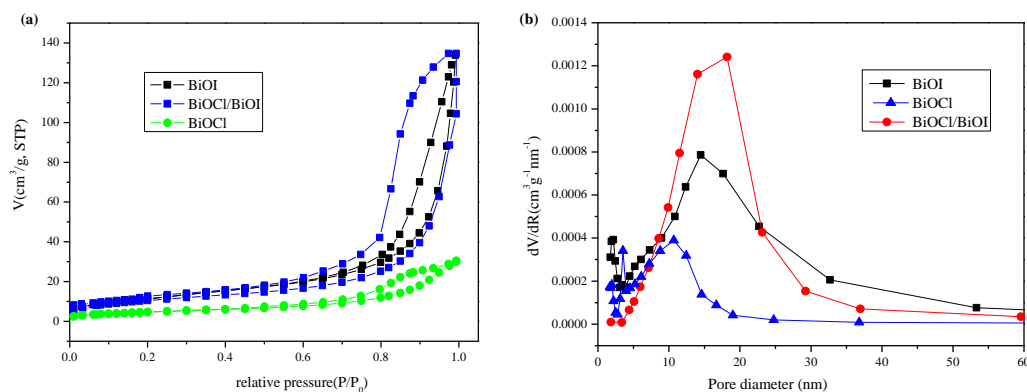 (a)
140
120
100
80
60
40
20
0
V(cm³/g, STP)
BiOI
BiOCl/BiOI
BiOCl
0.0 0.2 0.4 0.6 0.8 1.0
relative pressure(P/P₀)
(b)
0.0014
0.0012
0.0010
0.0008
0.0006
0.0004
0.0002
0.0000
dV/dR(cm³g⁻¹nm⁻¹)
BiOI
BiOCl
BiOCl/BiOI
0 10 20 30 40 50 60
Pore diameter (nm)